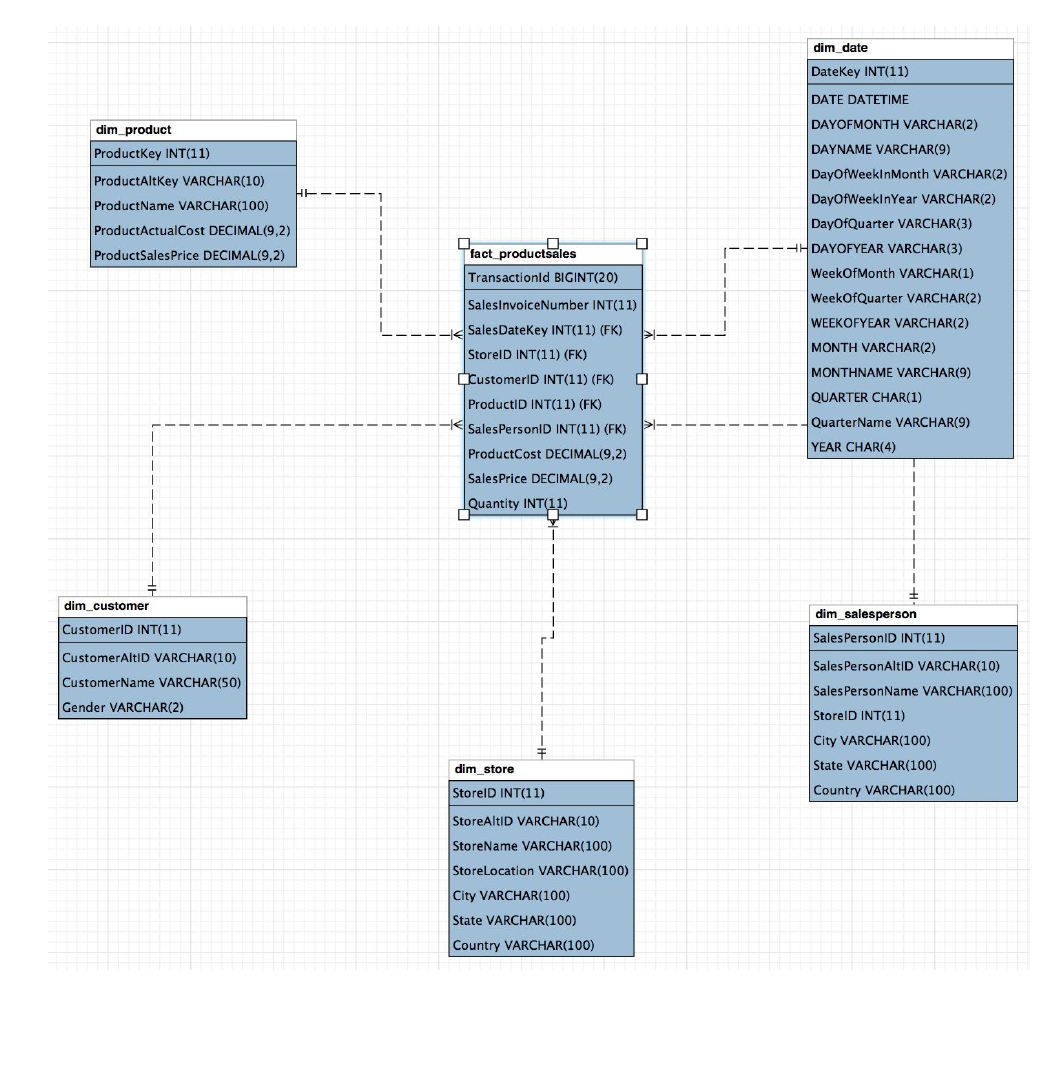 dim_product
ProductKey INT(11)
ProductAltKey VARCHAR(10)
ProductName VARCHAR(100)
ProductActualCost DECIMAL(9,2)
ProductSalesPrice DECIMAL(9,2)
dim_date
DateKey INT(11)
DATE DATETIME
DAYOFMONTH VARCHAR(2)
DAYNAME VARCHAR(9)
DayOfWeekInMonth VARCHAR(2)
DayOfWeekInYear VARCHAR(2)
DayOfQuarter VARCHAR(3)
DAYOFYEAR VARCHAR(3)
WeekOfMonth VARCHAR(1)
WeekOfQuarter VARCHAR(2)
WEEKOFYEAR VARCHAR(2)
MONTH VARCHAR(2)
MONTHNAME VARCHAR(9)
QUARTER CHAR(1)
QuarterName VARCHAR(9)
YEAR CHAR(4)
fact_productsales
TransactionId BIGINT(20)
SalesInvoiceNumber INT(11)
SalesDateKey INT(11) (FK)
StoreID INT(11) (FK)
CustomerID INT(11) (FK)
ProductID INT(11) (FK)
SalesPersonID INT(11) (FK)
ProductCost DECIMAL(9,2)
SalesPrice DECIMAL(9,2)
Quantity INT(11)
dim_customer
CustomerID INT(11)
CustomerAltID VARCHAR(10)
CustomerName VARCHAR(50)
Gender VARCHAR(2)
dim_store
StoreID INT(11)
StoreAltID VARCHAR(10)
StoreName VARCHAR(100)
StoreLocation VARCHAR(100)
City VARCHAR(100)
State VARCHAR(100)
Country VARCHAR(100)
dim_salesperson
SalesPersonID INT(11)
SalesPersonAltID VARCHAR(10)
SalesPersonName VARCHAR(100)
StoreID INT(11)
City VARCHAR(100)
State VARCHAR(100)
Country VARCHAR(100)